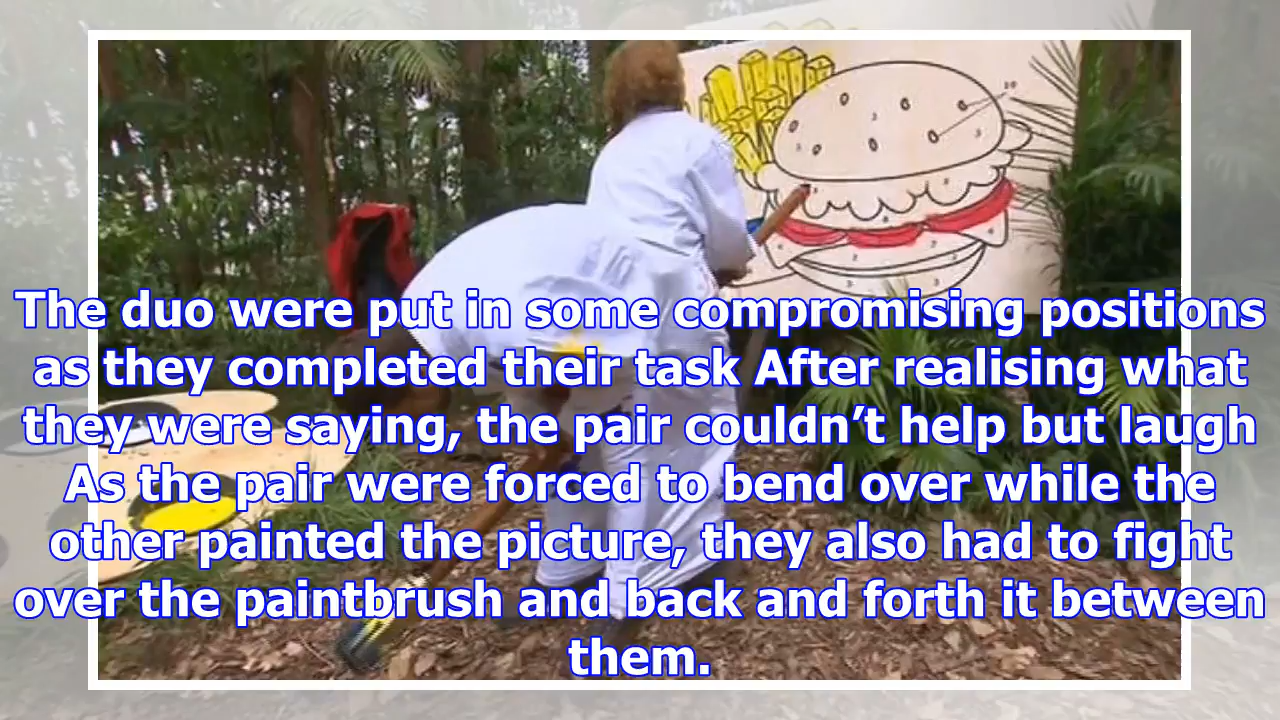 The duo were put in some compromising positions
as they completed their task After realising what
they were saying, the pair couldn’t help but laugh
As the pair were forced to bend over while the
other painted the picture, they also had to fight
over the paintbrush and back and forth it between
them.